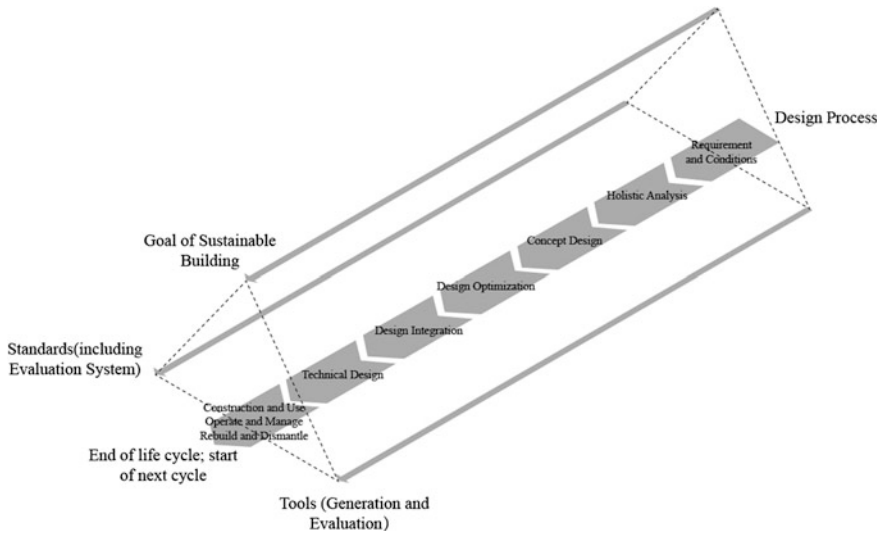 Design Process
Requirement
and Conditions
Holistic Analysis
Concept Design
Goal of Sustainable
Building
Design Optimization
Design Integration
Standards(including
Evaluation System)
Technical Design
Construction and Use
Operate and Manage
Rebuild and Dismantle
End of life cycle; start
of next cycle
Tools (Generation and
Evaluation)